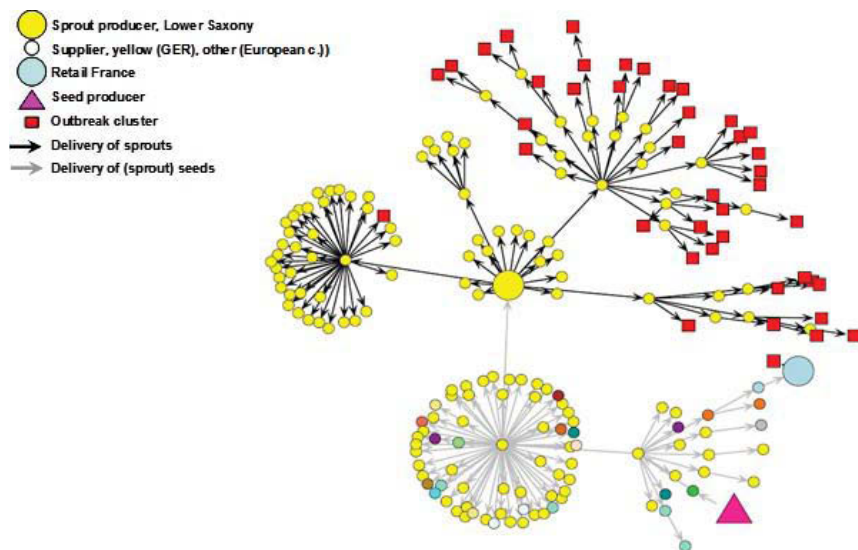 Sprout producer, Lower Saxony
Supplier, yellow (GER), other (European c.))
Retail France
Seed producer
Outbreak cluster
Delivery of sprouts
Delivery of (sprout) seeds